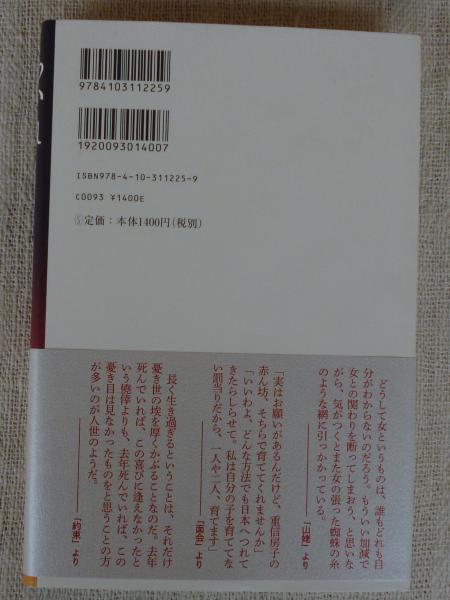 9784103112259
1920093014007
ISBN978-4-10-311225-9
C0093 ¥1400E
定価：本体1400円(税別)
どうして女というものは、誰もどれも自
分がわからないのだろう。もういい加減で
女との関わりを断ってしまおう、と思いな
がら、気がつくとまた女の張った蜘蛛の糸
のような網に引っかかっている。
「山姥」より
「実はお願いがあるんだけど、重信房子の
赤ん坊、そちらで育ててくれませんか」
「いいわよ、どんな方法でも日本へつれて
きたらしらせて。私は自分の子を育ててな
い割当りだから、一人や二人、育てます」
「面会」より
長く生き過ぎるということは、それだけ
憂き世の埃を厚くかぶることなのだ。去年
死んでいれば、この喜びに逢えなかったと
いう僥倖よりも、去年死んでいれば、この
憂き目は見なかったものをと思うことの方
が多いのが人世のようだ。
「約束」より